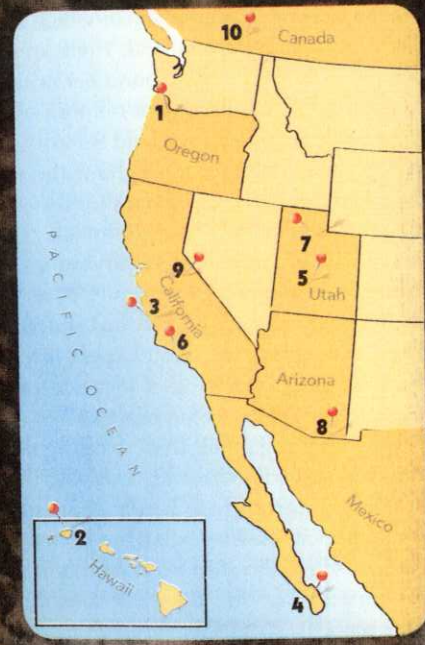 10
Canada
1
Oregon
PACIFIC OCEAN
9
7
5
Utah
California
3
6
Arizona
8
Mexico
2
Hawaii
4